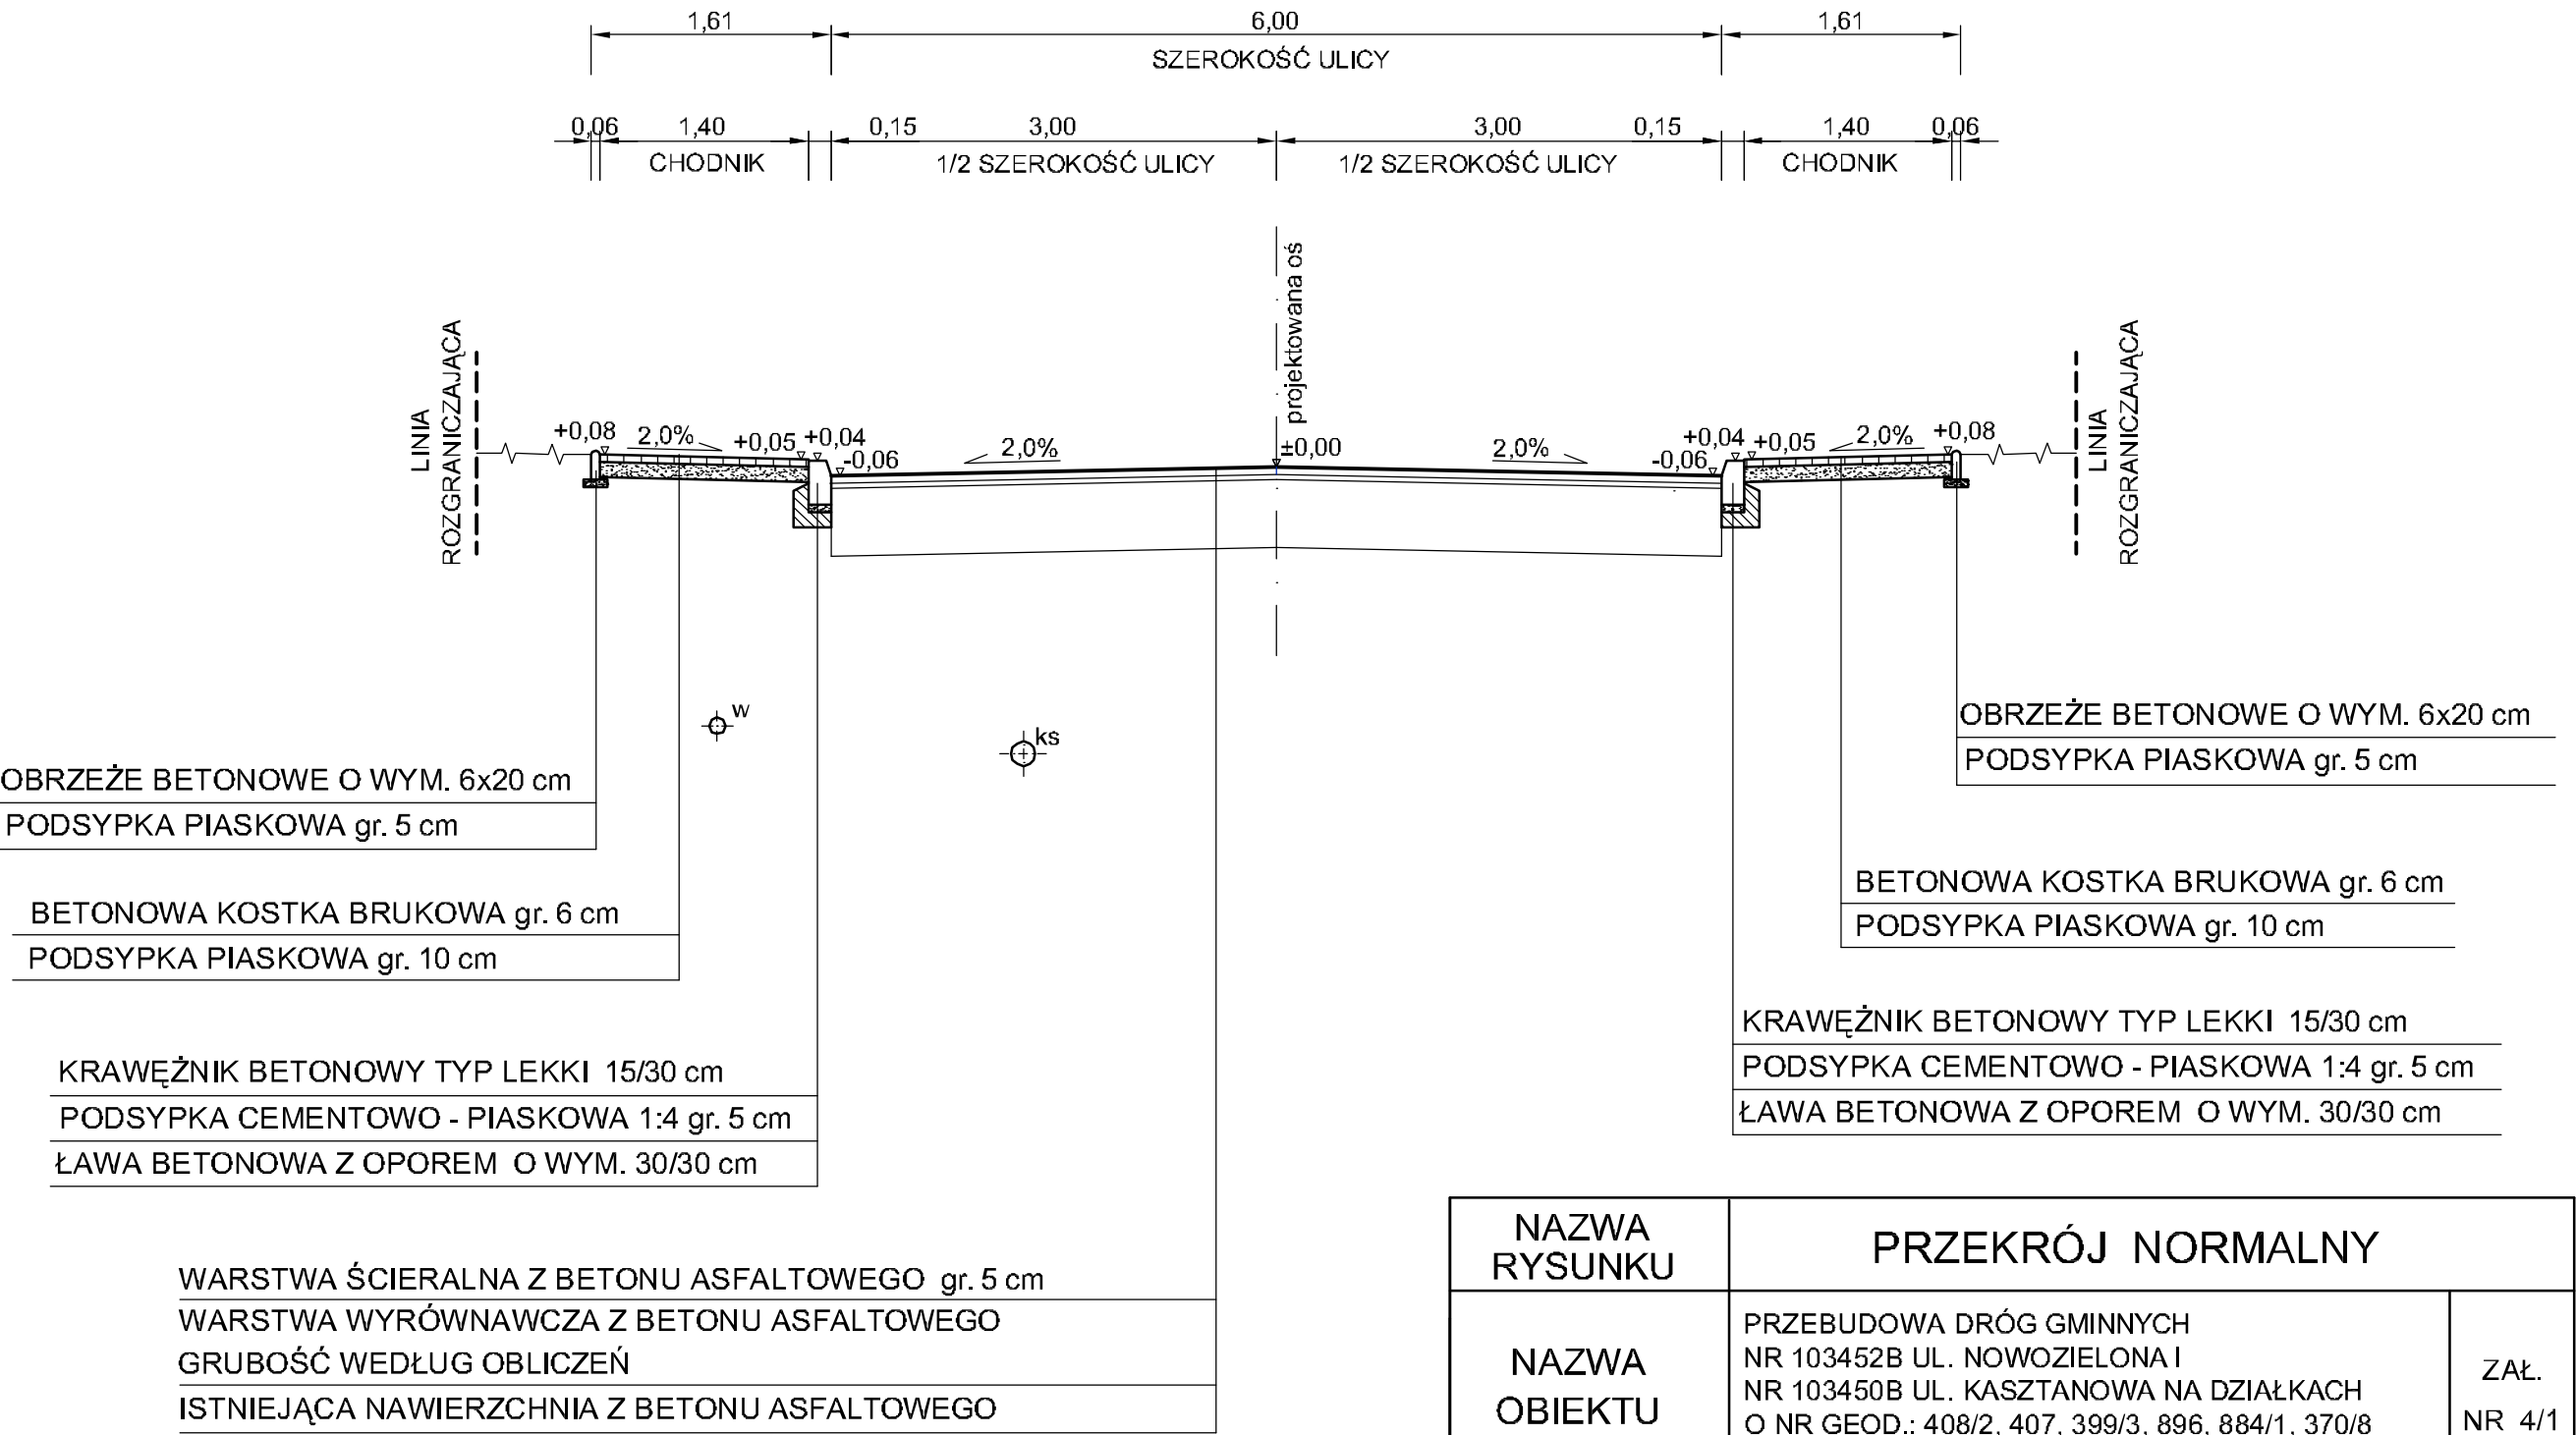 1,61 6,00 1,61
SZEROKOŚĆ ULICY
0,06 1,40 0,15 3,00 3,00 0,15 1,40 0,06
CHODNIK 1/2 SZEROKOŚĆ ULICY 1/2 SZEROKOŚĆ ULICY CHODNIK
projektowana oś
LINIA
ROZGRANICZAJĄCA
LINIA
ROZGRANICZAJĄCA
+0,08 2,0% +0,05 +0,04 -0,06 2,0% ±0,00 2,0% -0,06 +0,04 +0,05 2,0% +0,08
w
ks
OBRZEŻE BETONOWE O WYM. 6x20 cm
PODSYPKA PIASKOWA gr. 5 cm
BETONOWA KOSTKA BRUKOWA gr. 6 cm
PODSYPKA PIASKOWA gr. 10 cm
KRAWĘŻNIK BETONOWY TYP LEKKI 15/30 cm
PODSYPKA CEMENTOWO - PIASKOWA 1:4 gr. 5 cm
ŁAWA BETONOWA Z OPOREM O WYM. 30/30 cm
WARSTWA ŚCIERALNA Z BETONU ASFALTOWEGO gr. 5 cm
WARSTWA WYRÓWNAWCZA Z BETONU ASFALTOWEGO
GRUBOŚĆ WEDŁUG OBLICZEŃ
ISTNIEJĄCA NAWIERZCHNIA Z BETONU ASFALTOWEGO
OBRZEŻE BETONOWE O WYM. 6x20 cm
PODSYPKA PIASKOWA gr. 5 cm
BETONOWA KOSTKA BRUKOWA gr. 6 cm
PODSYPKA PIASKOWA gr. 10 cm
KRAWĘŻNIK BETONOWY TYP LEKKI 15/30 cm
PODSYPKA CEMENTOWO - PIASKOWA 1:4 gr. 5 cm
ŁAWA BETONOWA Z OPOREM O WYM. 30/30 cm
NAZWA
RYSUNKU
PRZEKRÓJ NORMALNY
NAZWA
OBIEKTU
PRZEBUDOWA DRÓG GMINNYCH
NR 103452B UL. NOWOZIELONA I
NR 103450B UL. KASZTANOWA NA DZIAŁKACH
O NR GEOD.: 408/2, 407, 399/3, 896, 884/1, 370/8
ZAŁ.
NR 4/1